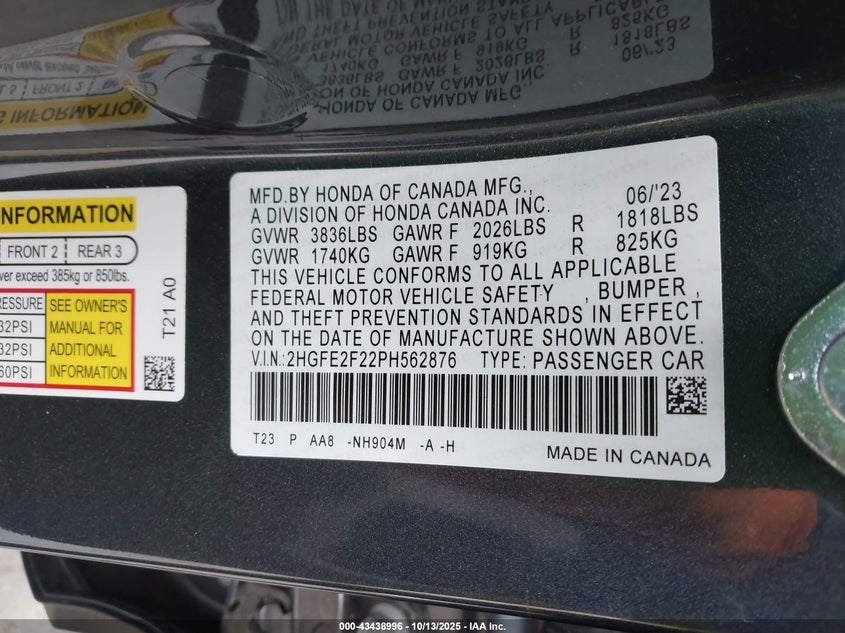 MFD.BY HONDA OF CANADA MFG., 06/'23
A DIVISION OF HONDA CANADA INC.
GVWR 3836LBS GAWR F 2026LBS R 1818LBS
GVWR 1740KG GAWR F 919KG R 825KG
THIS VEHICLE CONFORMS TO ALL APPLICABLE
FEDERAL MOTOR VEHICLE SAFETY , BUMPER ,
AND THEFT PREVENTION STANDARDS IN EFFECT
ON THE DATE OF MANUFACTURE SHOWN ABOVE.
V.I.N.:2HGFE2F22PH562876 TYPE: PASSENGER CAR
T23 P AA8 -NH904M -A -H
MADE IN CANADA
INFORMATION
FRONT 2 REAR 3
exceed 385kg or 850lbs.
32PSI
32PSI
60PSI
SEE OWNER'S
MANUAL FOR
ADDITIONAL
INFORMATION
T21 A0
000-43438996 - 10/13/2025 - IAA Inc.